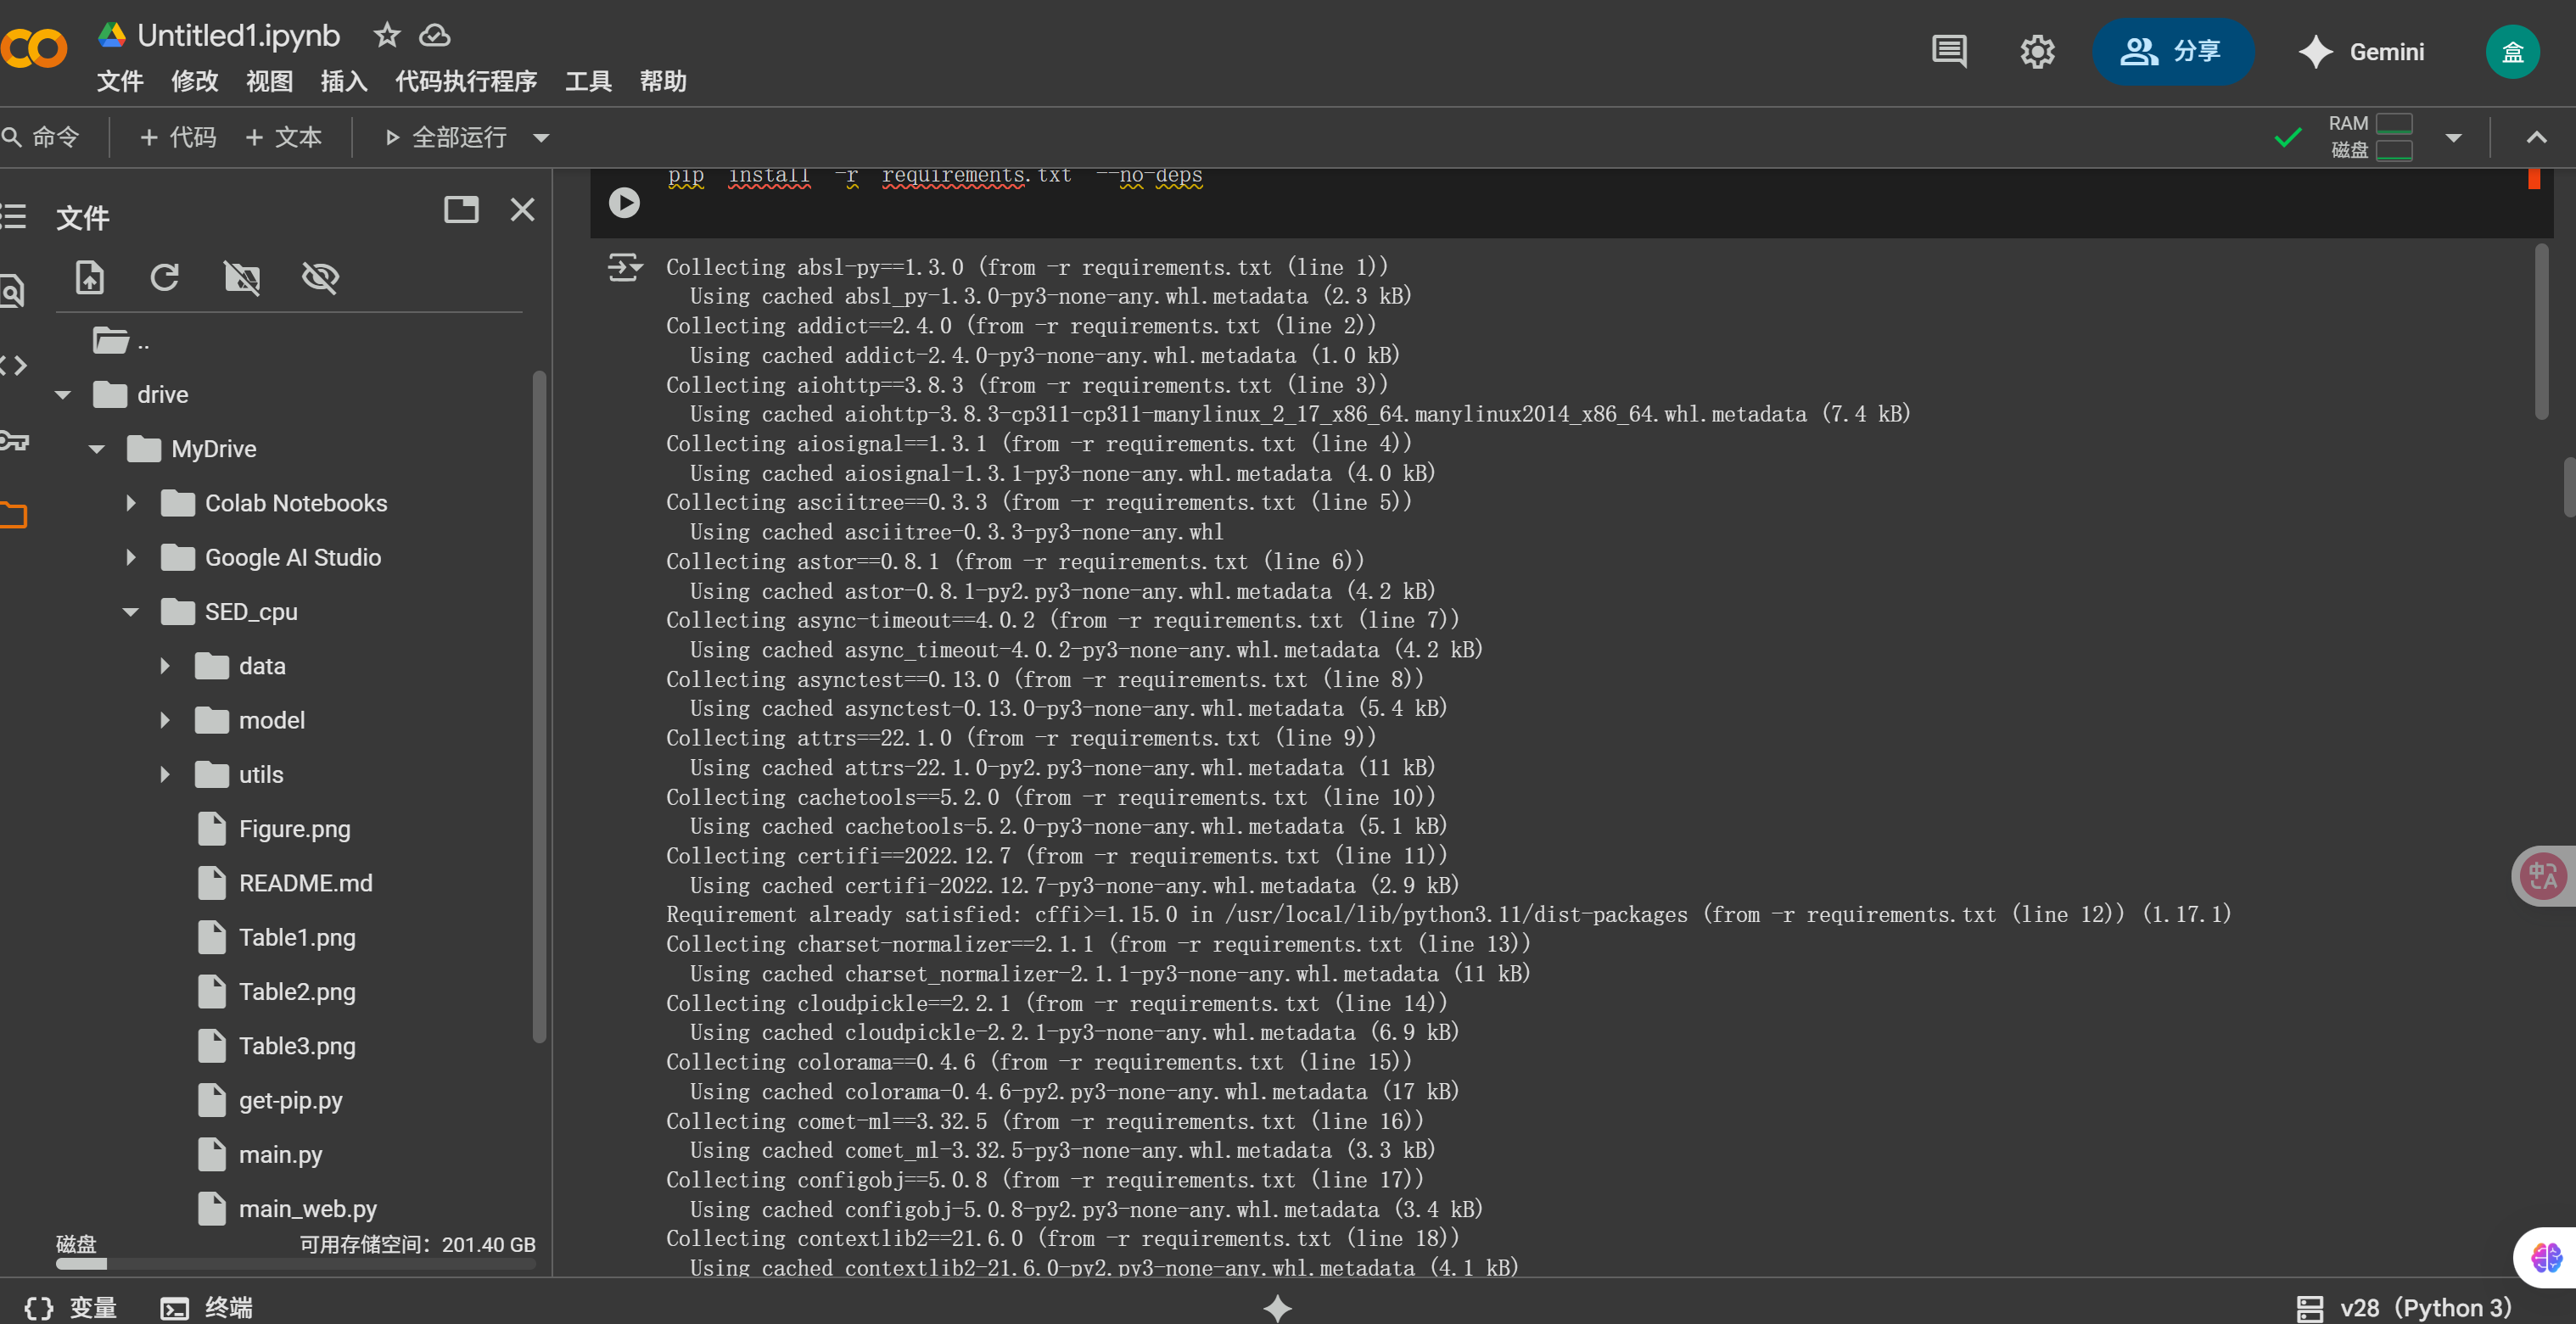 Untitled1.ipynb
文件 修改 视图 插入 代码执行程序 工具 帮助
分享
Gemini
盒
命令
+ 代码 + 文本
全部运行
RAM
磁盘
文件
..
drive
MyDrive
Colab Notebooks
Google AI Studio
SED_cpu
data
model
utils
Figure.png
README.md
Table1.png
Table2.png
Table3.png
get-pip.py
main.py
main_web.py
磁盘 可用存储空间：201.40 GB
pip install -r requirements.txt --no-deps
Collecting absl-py==1.3.0 (from -r requirements.txt (line 1))
Using cached absl_py-1.3.0-py3-none-any.whl.metadata (2.3 kB)
Collecting addict==2.4.0 (from -r requirements.txt (line 2))
Using cached addict-2.4.0-py3-none-any.whl.metadata (1.0 kB)
Collecting aiohttp==3.8.3 (from -r requirements.txt (line 3))
Using cached aiohttp-3.8.3-cp311-cp311-manylinux_2_17_x86_64.manylinux2014_x86_64.whl.metadata (7.4 kB)
Collecting aiosignal==1.3.1 (from -r requirements.txt (line 4))
Using cached aiosignal-1.3.1-py3-none-any.whl.metadata (4.0 kB)
Collecting asciitree==0.3.3 (from -r requirements.txt (line 5))
Using cached asciitree-0.3.3-py3-none-any.whl
Collecting astor==0.8.1 (from -r requirements.txt (line 6))
Using cached astor-0.8.1-py2.py3-none-any.whl.metadata (4.2 kB)
Collecting async-timeout==4.0.2 (from -r requirements.txt (line 7))
Using cached async_timeout-4.0.2-py3-none-any.whl.metadata (4.2 kB)
Collecting asynctest==0.13.0 (from -r requirements.txt (line 8))
Using cached asynctest-0.13.0-py3-none-any.whl.metadata (5.4 kB)
Collecting attrs==22.1.0 (from -r requirements.txt (line 9))
Using cached attrs-22.1.0-py2.py3-none-any.whl.metadata (11 kB)
Collecting cachetools==5.2.0 (from -r requirements.txt (line 10))
Using cached cachetools-5.2.0-py3-none-any.whl.metadata (5.1 kB)
Collecting certifi==2022.12.7 (from -r requirements.txt (line 11))
Using cached certifi-2022.12.7-py3-none-any.whl.metadata (2.9 kB)
Requirement already satisfied: cffi>=1.15.0 in /usr/local/lib/python3.11/dist-packages (from -r requirements.txt (line 12)) (1.17.1)
Collecting charset-normalizer==2.1.1 (from -r requirements.txt (line 13))
Using cached charset_normalizer-2.1.1-py3-none-any.whl.metadata (11 kB)
Collecting cloudpickle==2.2.1 (from -r requirements.txt (line 14))
Using cached cloudpickle-2.2.1-py3-none-any.whl.metadata (6.9 kB)
Collecting colorama==0.4.6 (from -r requirements.txt (line 15))
Using cached colorama-0.4.6-py2.py3-none-any.whl.metadata (17 kB)
Collecting comet-ml==3.32.5 (from -r requirements.txt (line 16))
Using cached comet_ml-3.32.5-py3-none-any.whl.metadata (3.3 kB)
Collecting configobj==5.0.8 (from -r requirements.txt (line 17))
Using cached configobj-5.0.8-py2.py3-none-any.whl.metadata (3.4 kB)
Collecting contextlib2==21.6.0 (from -r requirements.txt (line 18))
Using cached contextlib2-21.6.0-py2.py3-none-any.whl.metadata (4.1 kB)
变量 终端
v28（Python 3）